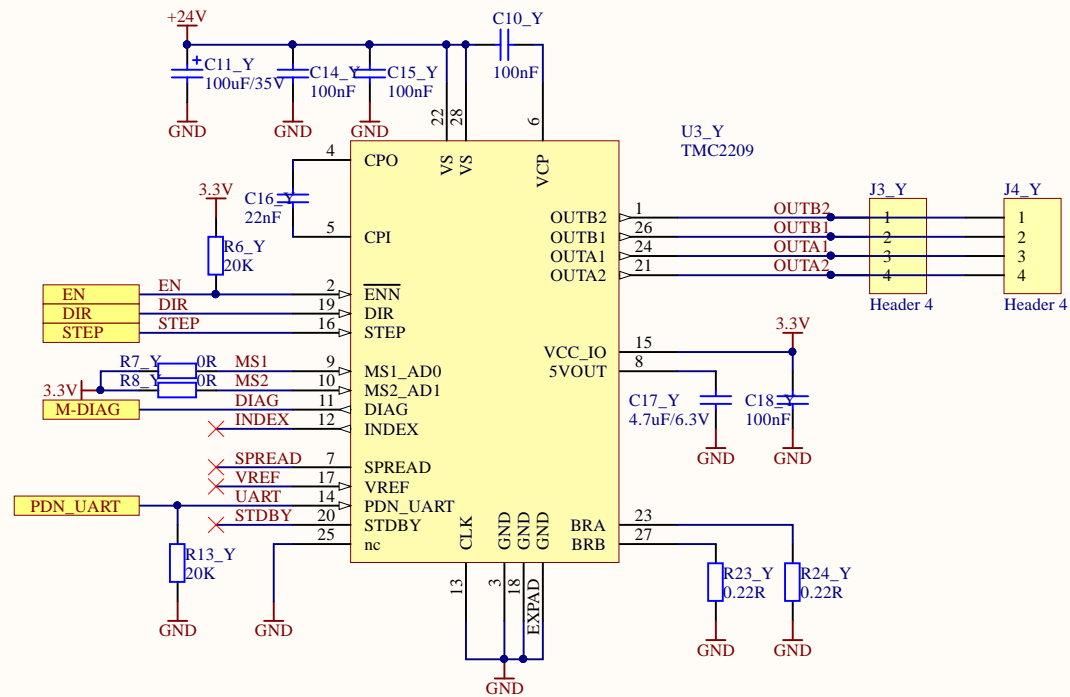 +24V
C10_Y
100nF
C11_Y
100uF/35V
C14_Y
100nF
C15_Y
100nF
GND
GND
GND
22
28
6
VS
VS
VCP
U3_Y
TMC2209
4
CPO
C16_Y
22nF
5
CPI
3.3V
R6_Y
20K
EN
EN
2
ENN
DIR
DIR
19
DIR
STEP
STEP
16
STEP
R7_Y
0R
MS1
9
MS1_AD0
R8_Y
0R
MS2
10
MS2_AD1
3.3V
M-DIAG
DIAG
11
DIAG
INDEX
12
INDEX
SPREAD
7
SPREAD
VREF
17
VREF
PDN_UART
UART
14
PDN_UART
STDBY
20
STDBY
25
nc
R13_Y
20K
GND
GND
CLK
GND
GND
GND
13
3
18
EXPAD
GND
J3_Y
J4_Y
OUTB2
1
OUTB2
1
1
OUTB1
26
OUTB1
2
2
OUTA1
24
OUTA1
3
3
OUTA2
21
OUTA2
4
4
Header 4
Header 4
3.3V
VCC_IO
15
5VOUT
8
C17_Y
4.7uF/6.3V
C18_Y
100nF
GND
GND
BRA
23
BRB
27
R23_Y
0.22R
R24_Y
0.22R
GND
GND